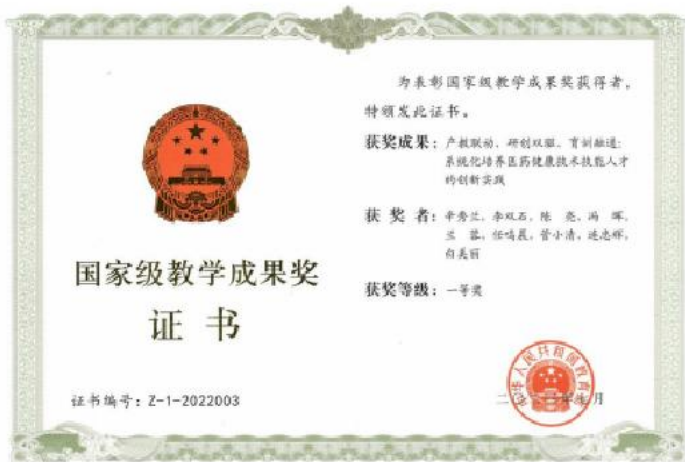 国家级教学成果奖
证书
证书编号：Z-1-2022003
为表彰国家级教学成果奖获得者，
特颁发此证书。
获奖成果：产教联动、研创双驱、育训融通：
系统化培养医药健康技术技能人才
的创新实践
获奖者：辛秀兰，李双石，陈亮，冯晖，
兰蓉，任鸣晨，管小清，
白美丽
获奖等级：一等奖